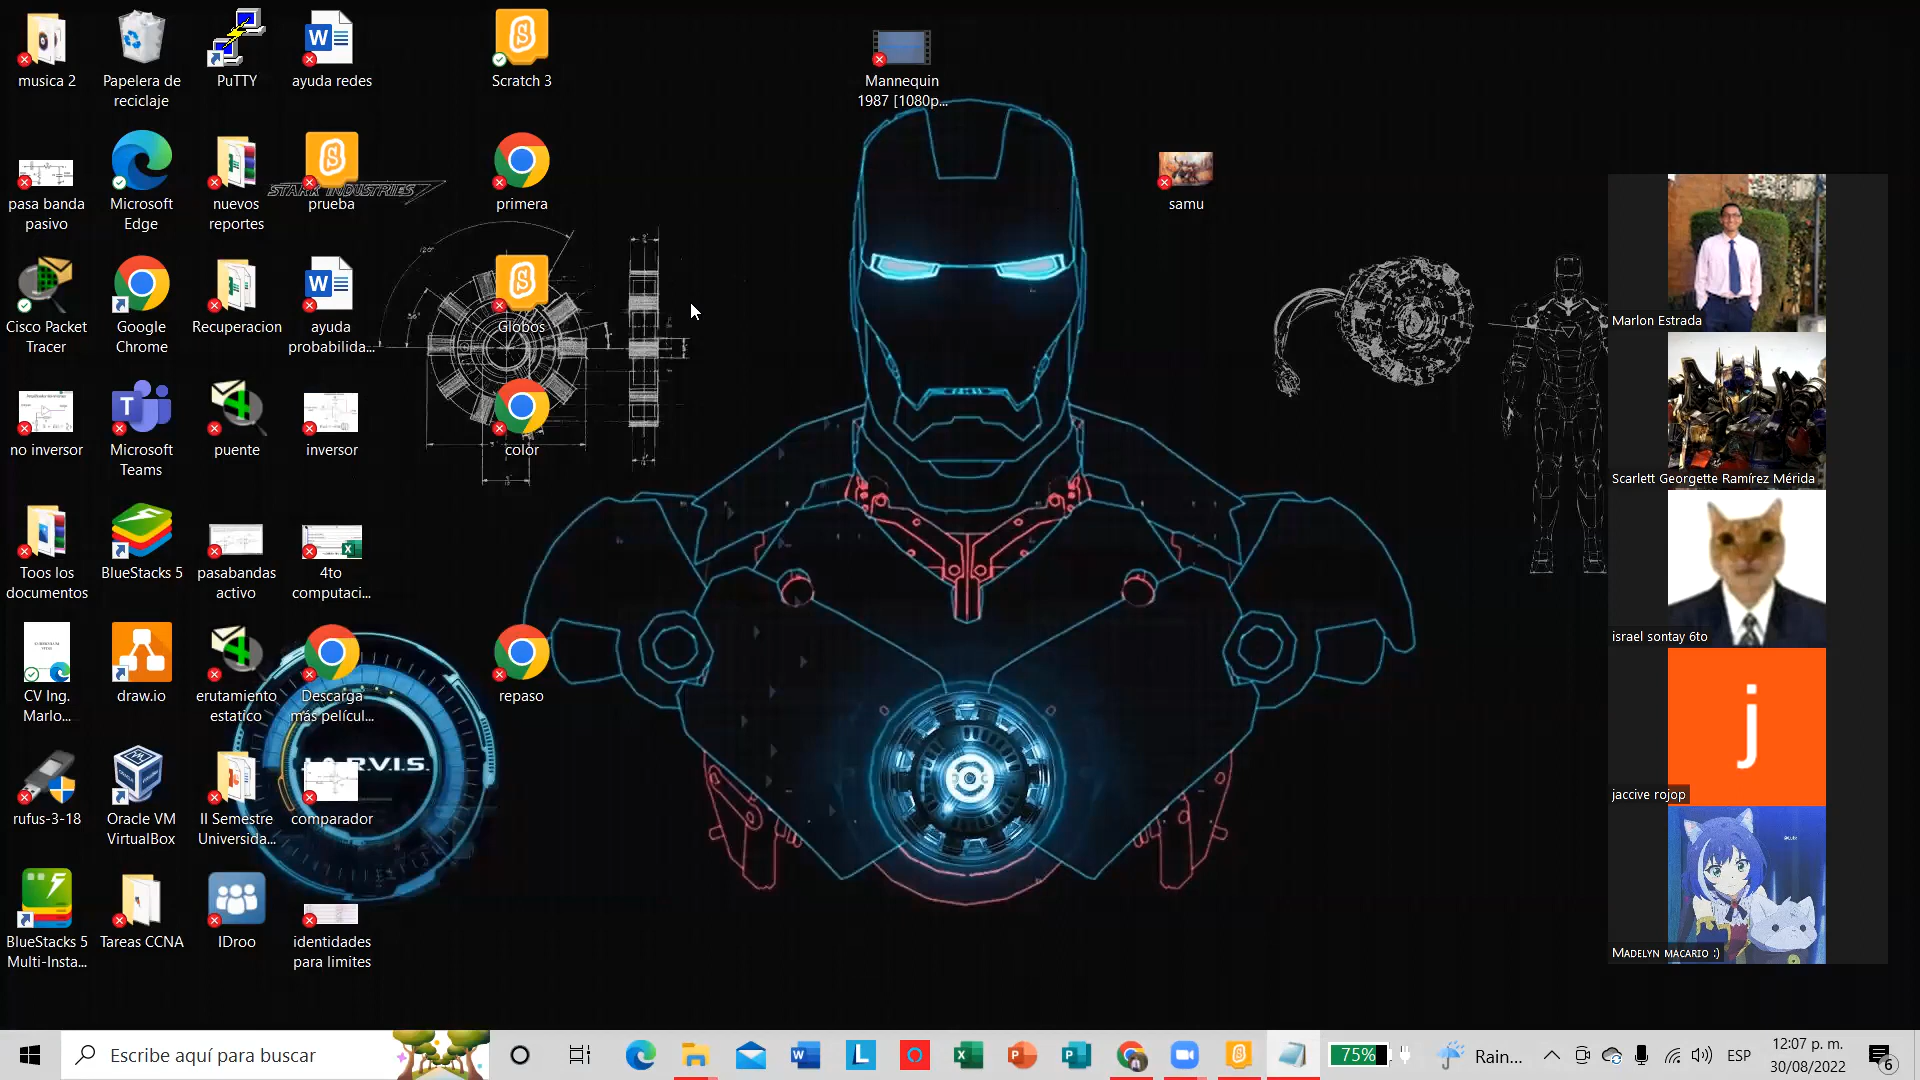 musica 2
Papelera de
reciclaje
PuTTY
ayuda redes
Scratch 3
Mannequin
1987 [1080p...
pasa banda
pasivo
Microsoft
Edge
nuevos
reportes
STARK INDUSTRIES
prueba
primera
samu
Cisco Packet
Tracer
Google
Chrome
Recuperacion
ayuda
probabilida...
Globos
no inversor
Microsoft
Teams
puente
inversor
color
Toos los
documentos
BlueStacks 5
pasabandas
activo
4to
computaci...
CV Ing.
Marlo...
draw.io
erutamiento
estatico
Descarga
más películ...
repaso
rufus-3-18
Oracle VM
VirtualBox
II Semestre
Universida...
J.A.R.V.I.S.
comparador
BlueStacks 5
Multi-Insta...
Tareas CCNA
IDroo
identidades
para limites
Marlon Estrada
Scarlett Georgette Ramírez Mérida
israel sontay 6to
j
jaccive rojop
Madelyn macario :)
Escribe aquí para buscar
75%
Rain...
ESP
12:07 p. m.
30/08/2022
6